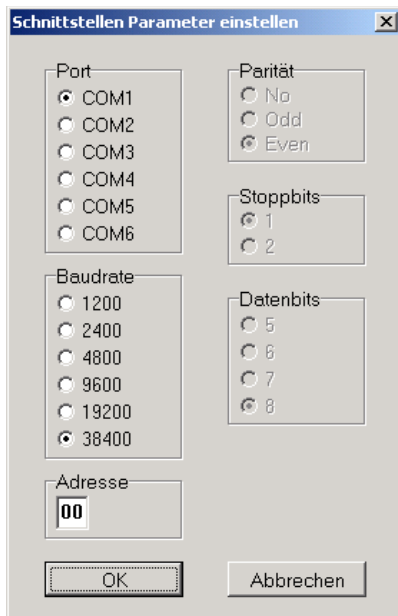 Schnittstellen Parameter einstellen
Port
COM1
COM2
COM3
COM4
COM5
COM6
Baudrate
1200
2400
4800
9600
19200
38400
Adresse
00
Parität
No
Odd
Even
Stoppbits
1
2
Datenbits
5
6
7
8
OK
Abbrechen